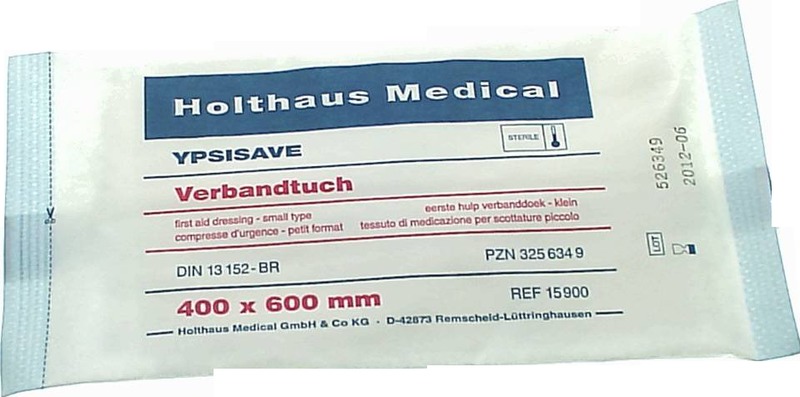 Holthaus Medical
YPSISAVE
STERILE
Verbandtuch
first aid dressing - small type
compresse d'urgence - petit format
eerste hulp verbanddoek - klein
tessuto di medicazione per scottature piccolo
DIN 13 152-BR
PZN 325 634 9
400 x 600 mm
REF 15 900
Holthaus Medical GmbH & Co KG · D-42873 Remscheid-Lüttringhausen
LOT 526349
2012-06